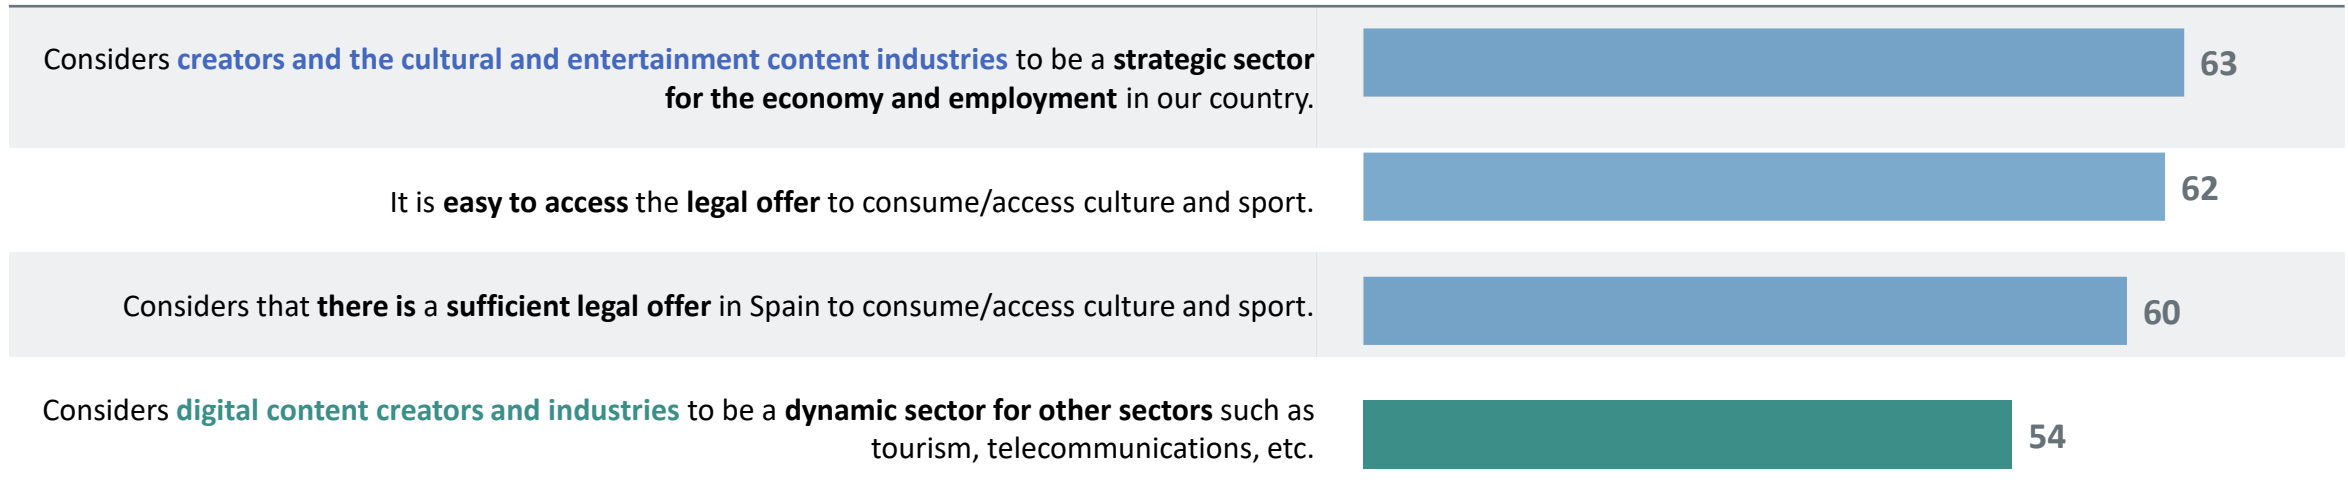 Considers creators and the cultural and entertainment content industries to be a strategic sector
for the economy and employment in our country.
63
It is easy to access the legal offer to consume/access culture and sport.
62
Considers that there is a sufficient legal offer in Spain to consume/access culture and sport.
60
Considers digital content creators and industries to be a dynamic sector for other sectors such as
tourism, telecommunications, etc.
54